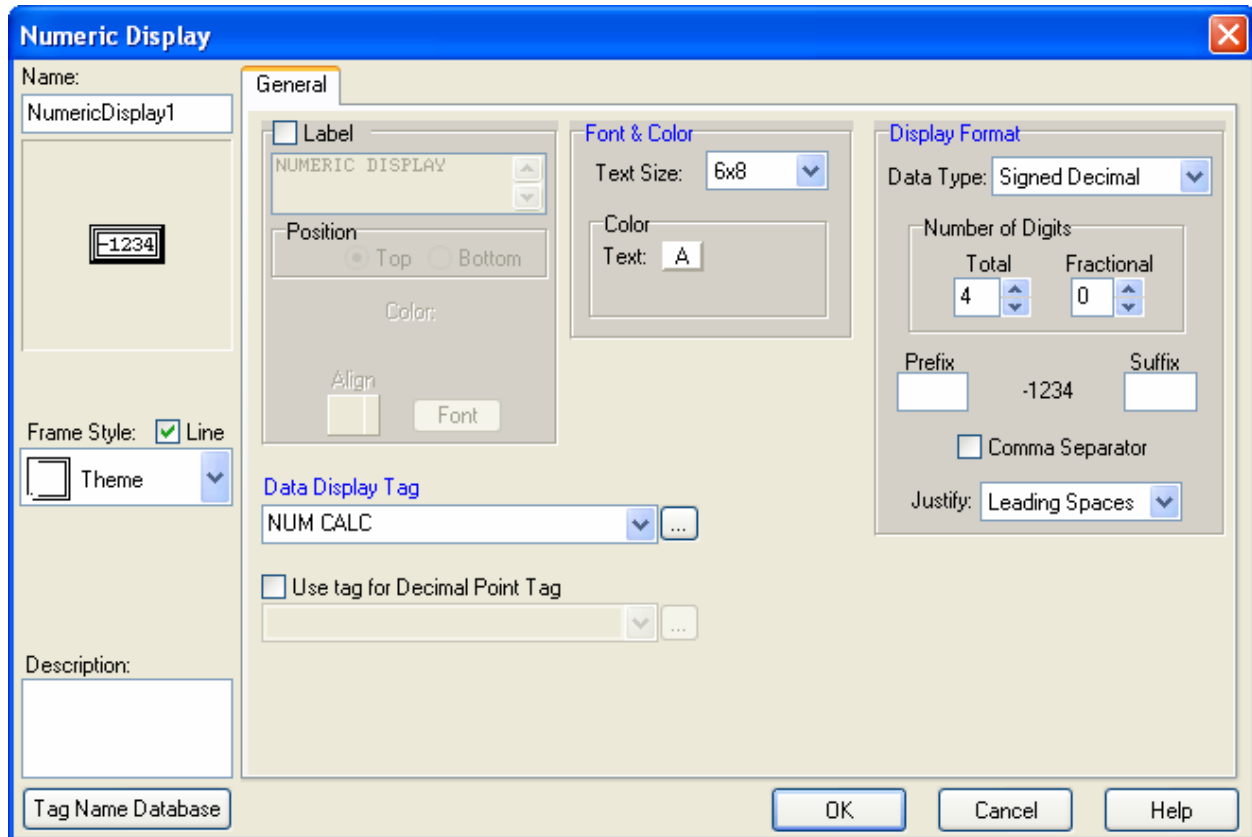 Numeric Display
Name:
NumericDisplay1
-1234
Frame Style: Line
Theme
Description:
Tag Name Database
General
Label
NUMERIC DISPLAY
Position
Top Bottom
Color:
Align
Font
Font & Color
Text Size: 6x8
Color
Text: A
Display Format
Data Type: Signed Decimal
Number of Digits
Total Fractional
4 0
Prefix Suffix
-1234
Comma Separator
Justify: Leading Spaces
Data Display Tag
NUM CALC
...
Use tag for Decimal Point Tag
...
OK Cancel Help